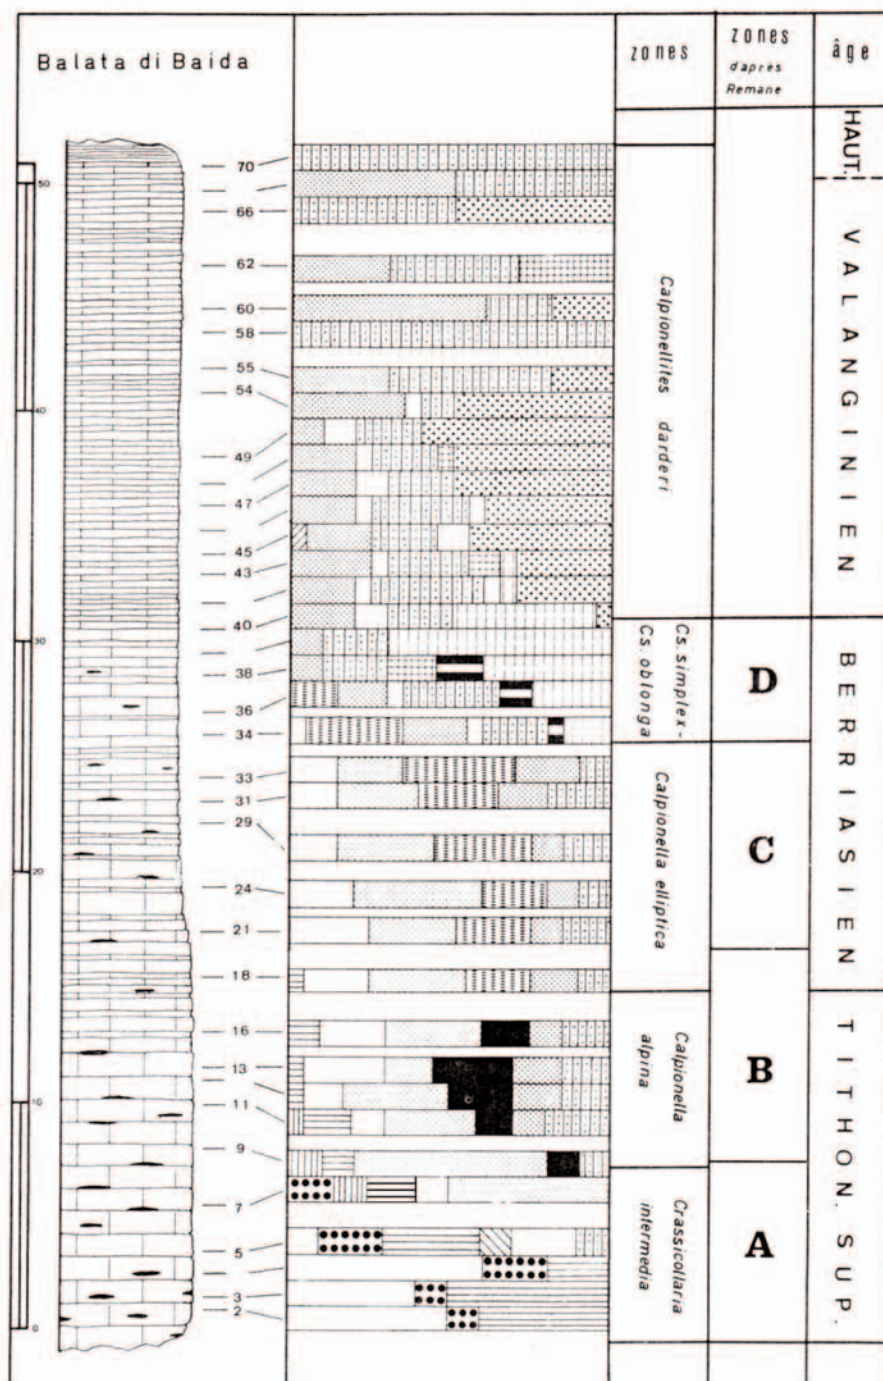 Balata di Baida
zones
zones
d'après
Remane
âge
70
66
62
60
58
55
54
49
47
45
43
40
38
36
34
33
31
29
24
21
18
16
13
11
9
7
5
3
2
50
40
30
20
10
0
Calpionellites darderi
Cs. simplex-
Cs. oblonga
Calpionella elliptica
Calpionella
alpina
Crassicollaria
intermedia
D
C
B
A
HAUT.
VALANGINIEN
BERRIASIEN
TITHON. SUP.